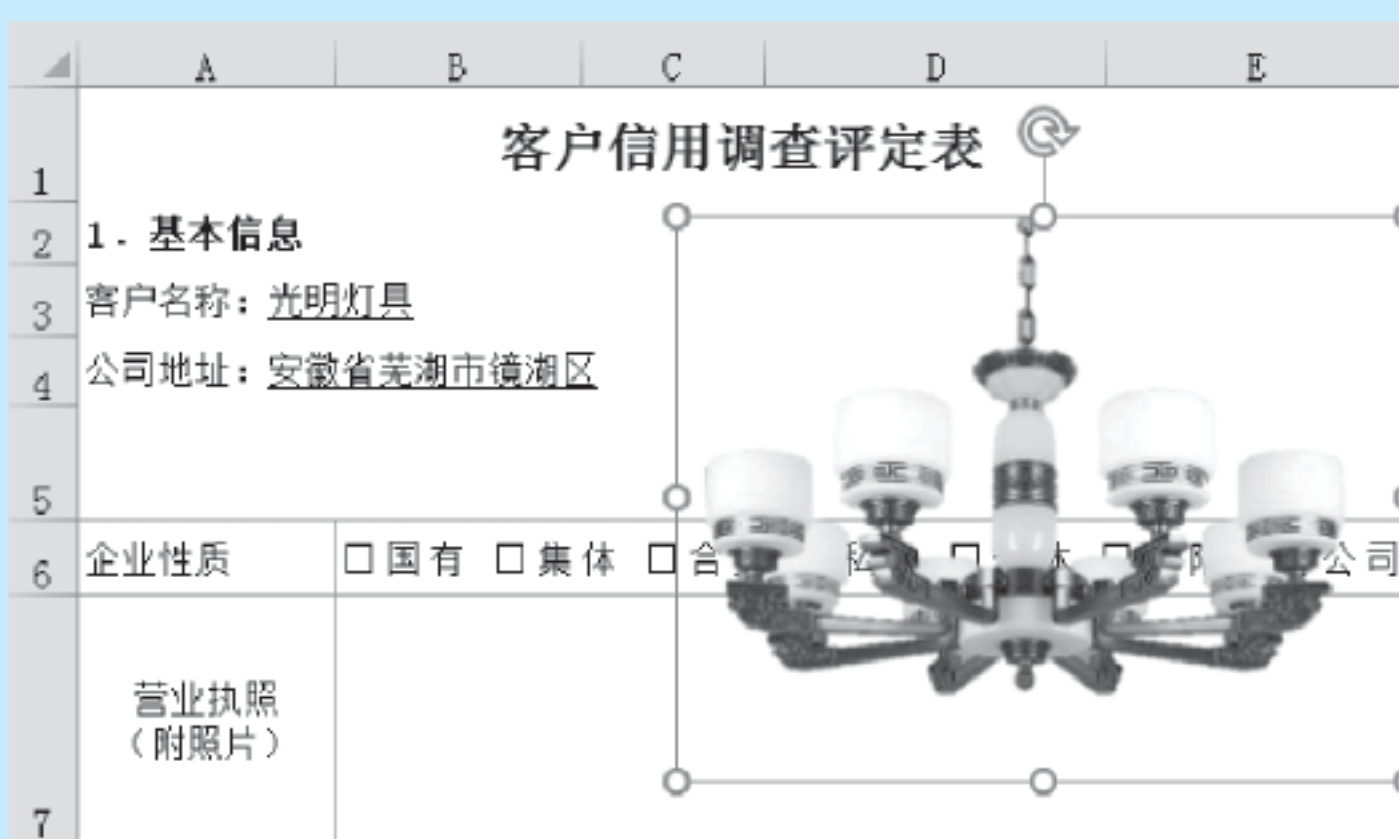 A B C D E
1 客户信用调查评定表
2 1. 基本信息
3 客户名称：光明灯具
4 公司地址：安徽省芜湖市镜湖区
5
6 企业性质 □国有 □集体 □合 公司
营业执照
（附照片）
7